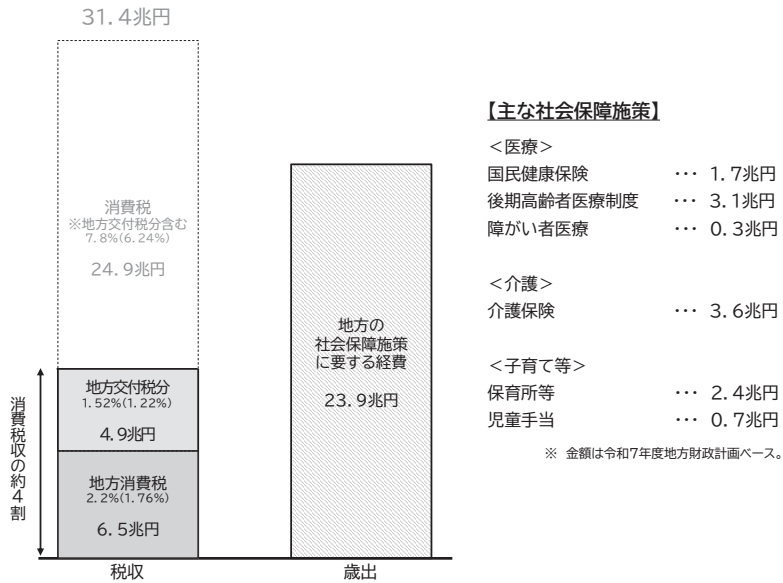 31.4兆円
消費税
※地方交付税分含む
7.8%(6.24%)
24.9兆円
消費税収の約4割
地方交付税分
1.52%(1.22%)
4.9兆円
地方消費税
2.2%(1.76%)
6.5兆円
税収
地方の
社会保障施策
に要する経費
23.9兆円
歳出
【主な社会保障施策】
＜医療＞
国民健康保険 ･･･ 1.7兆円
後期高齢者医療制度 ･･･ 3.1兆円
障がい者医療 ･･･ 0.3兆円
＜介護＞
介護保険 ･･･ 3.6兆円
＜子育て等＞
保育所等 ･･･ 2.4兆円
児童手当 ･･･ 0.7兆円
※ 金額は令和7年度地方財政計画ベース。